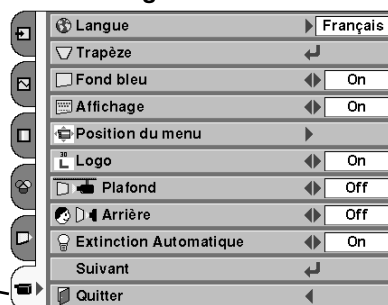 Langue Français
Trapèze
Fond bleu On
Affichage On
Position du menu
Logo On
Plafond Off
Arrière Off
Extinction Automatique On
Suivant
Quitter